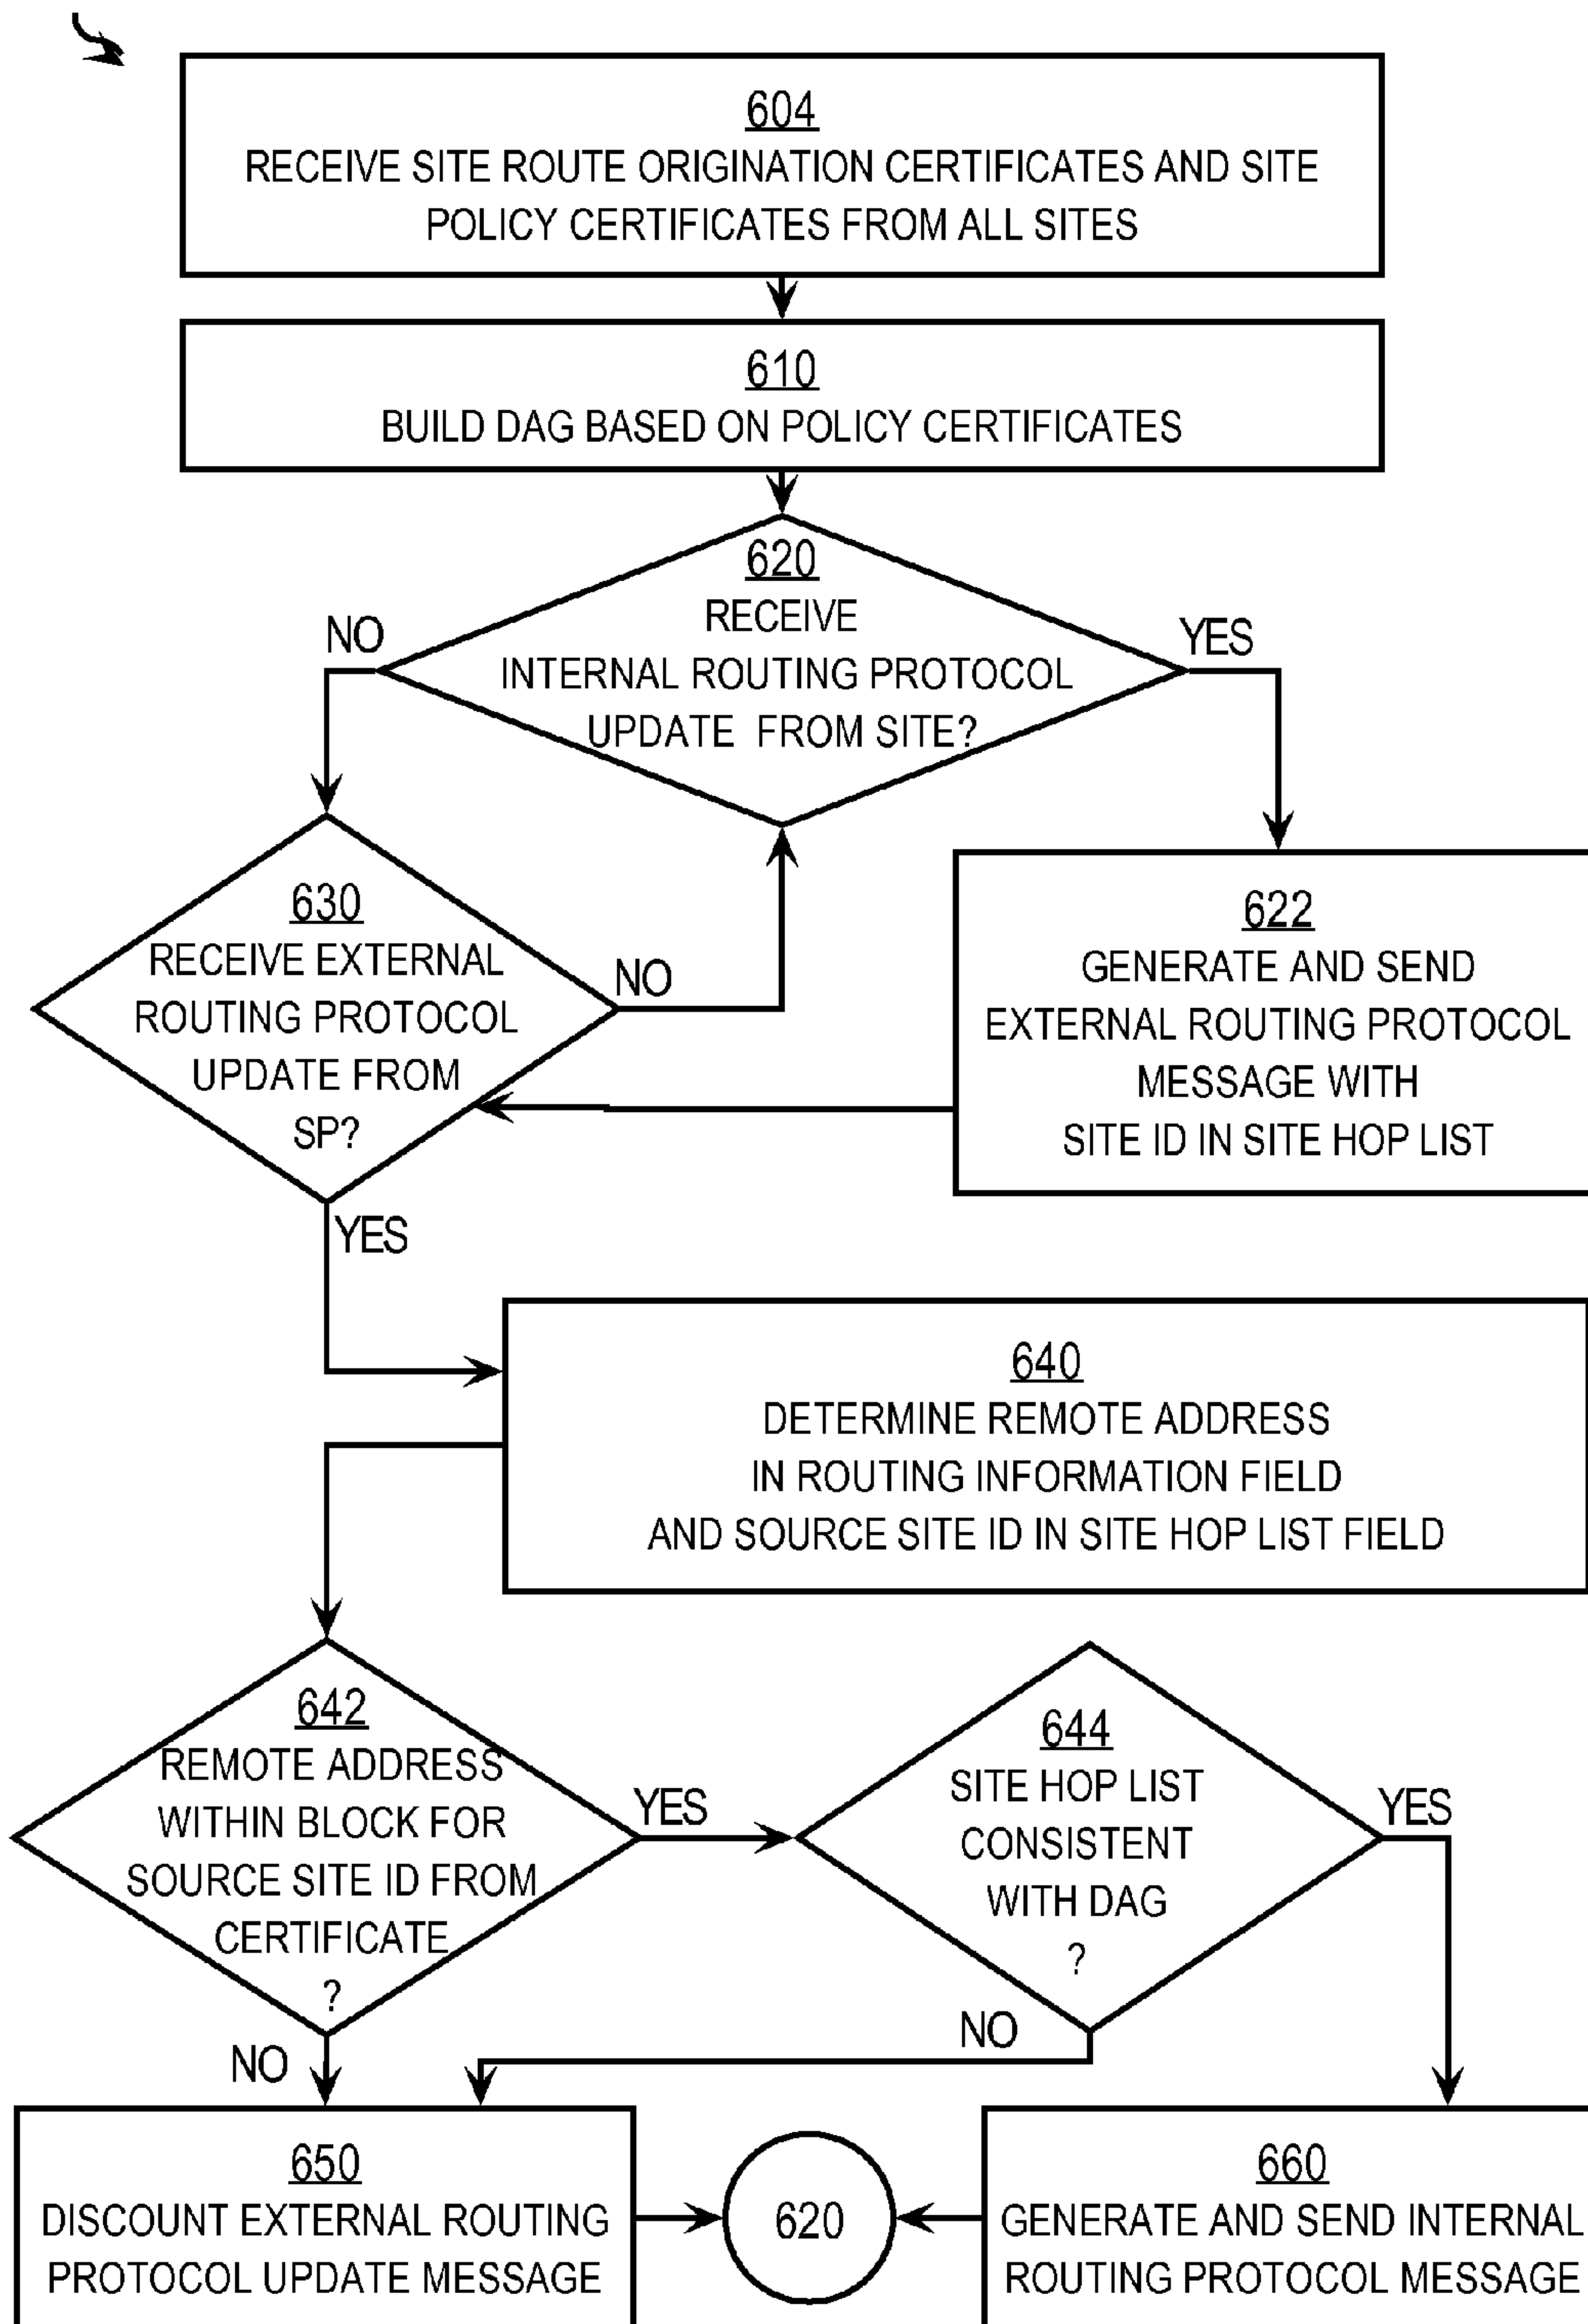 604
RECEIVE SITE ROUTE ORIGINATION CERTIFICATES AND SITE
POLICY CERTIFICATES FROM ALL SITES
610
BUILD DAG BASED ON POLICY CERTIFICATES
620
RECEIVE
INTERNAL ROUTING PROTOCOL
UPDATE FROM SITE?
NO
YES
630
RECEIVE EXTERNAL
ROUTING PROTOCOL
UPDATE FROM
SP?
NO
YES
622
GENERATE AND SEND
EXTERNAL ROUTING PROTOCOL
MESSAGE WITH
SITE ID IN SITE HOP LIST
640
DETERMINE REMOTE ADDRESS
IN ROUTING INFORMATION FIELD
AND SOURCE SITE ID IN SITE HOP LIST FIELD
642
REMOTE ADDRESS
WITHIN BLOCK FOR
SOURCE SITE ID FROM
CERTIFICATE
?
YES
NO
644
SITE HOP LIST
CONSISTENT
WITH DAG
?
YES
NO
650
DISCOUNT EXTERNAL ROUTING
PROTOCOL UPDATE MESSAGE
620
660
GENERATE AND SEND INTERNAL
ROUTING PROTOCOL MESSAGE